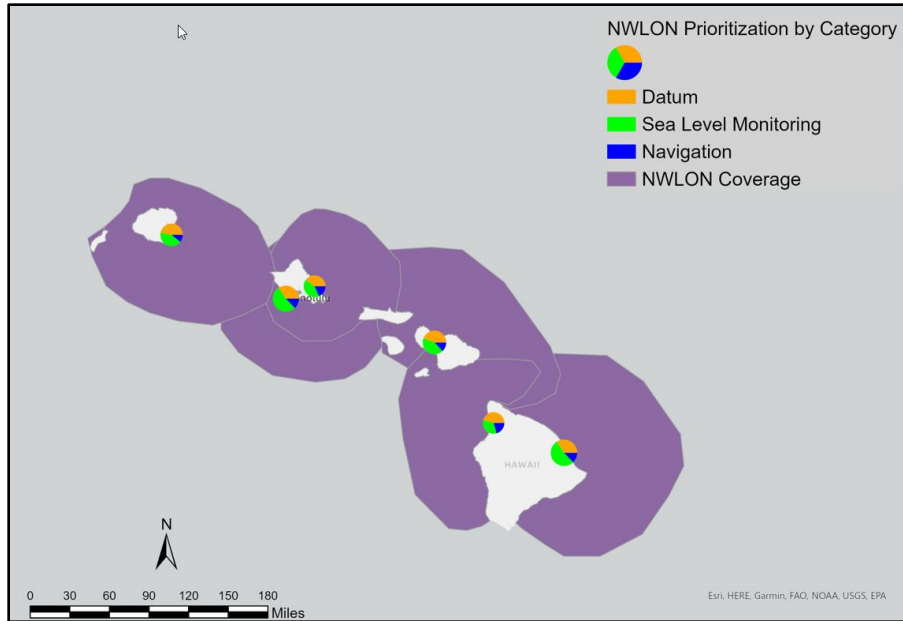 NWLON Prioritization by Category
Datum
Sea Level Monitoring
Navigation
NWLON Coverage
HAWAII
N
0 30 60 90 120 150 180
Miles
Esri, HERE, Garmin, FAO, NOAA, USGS, EPA